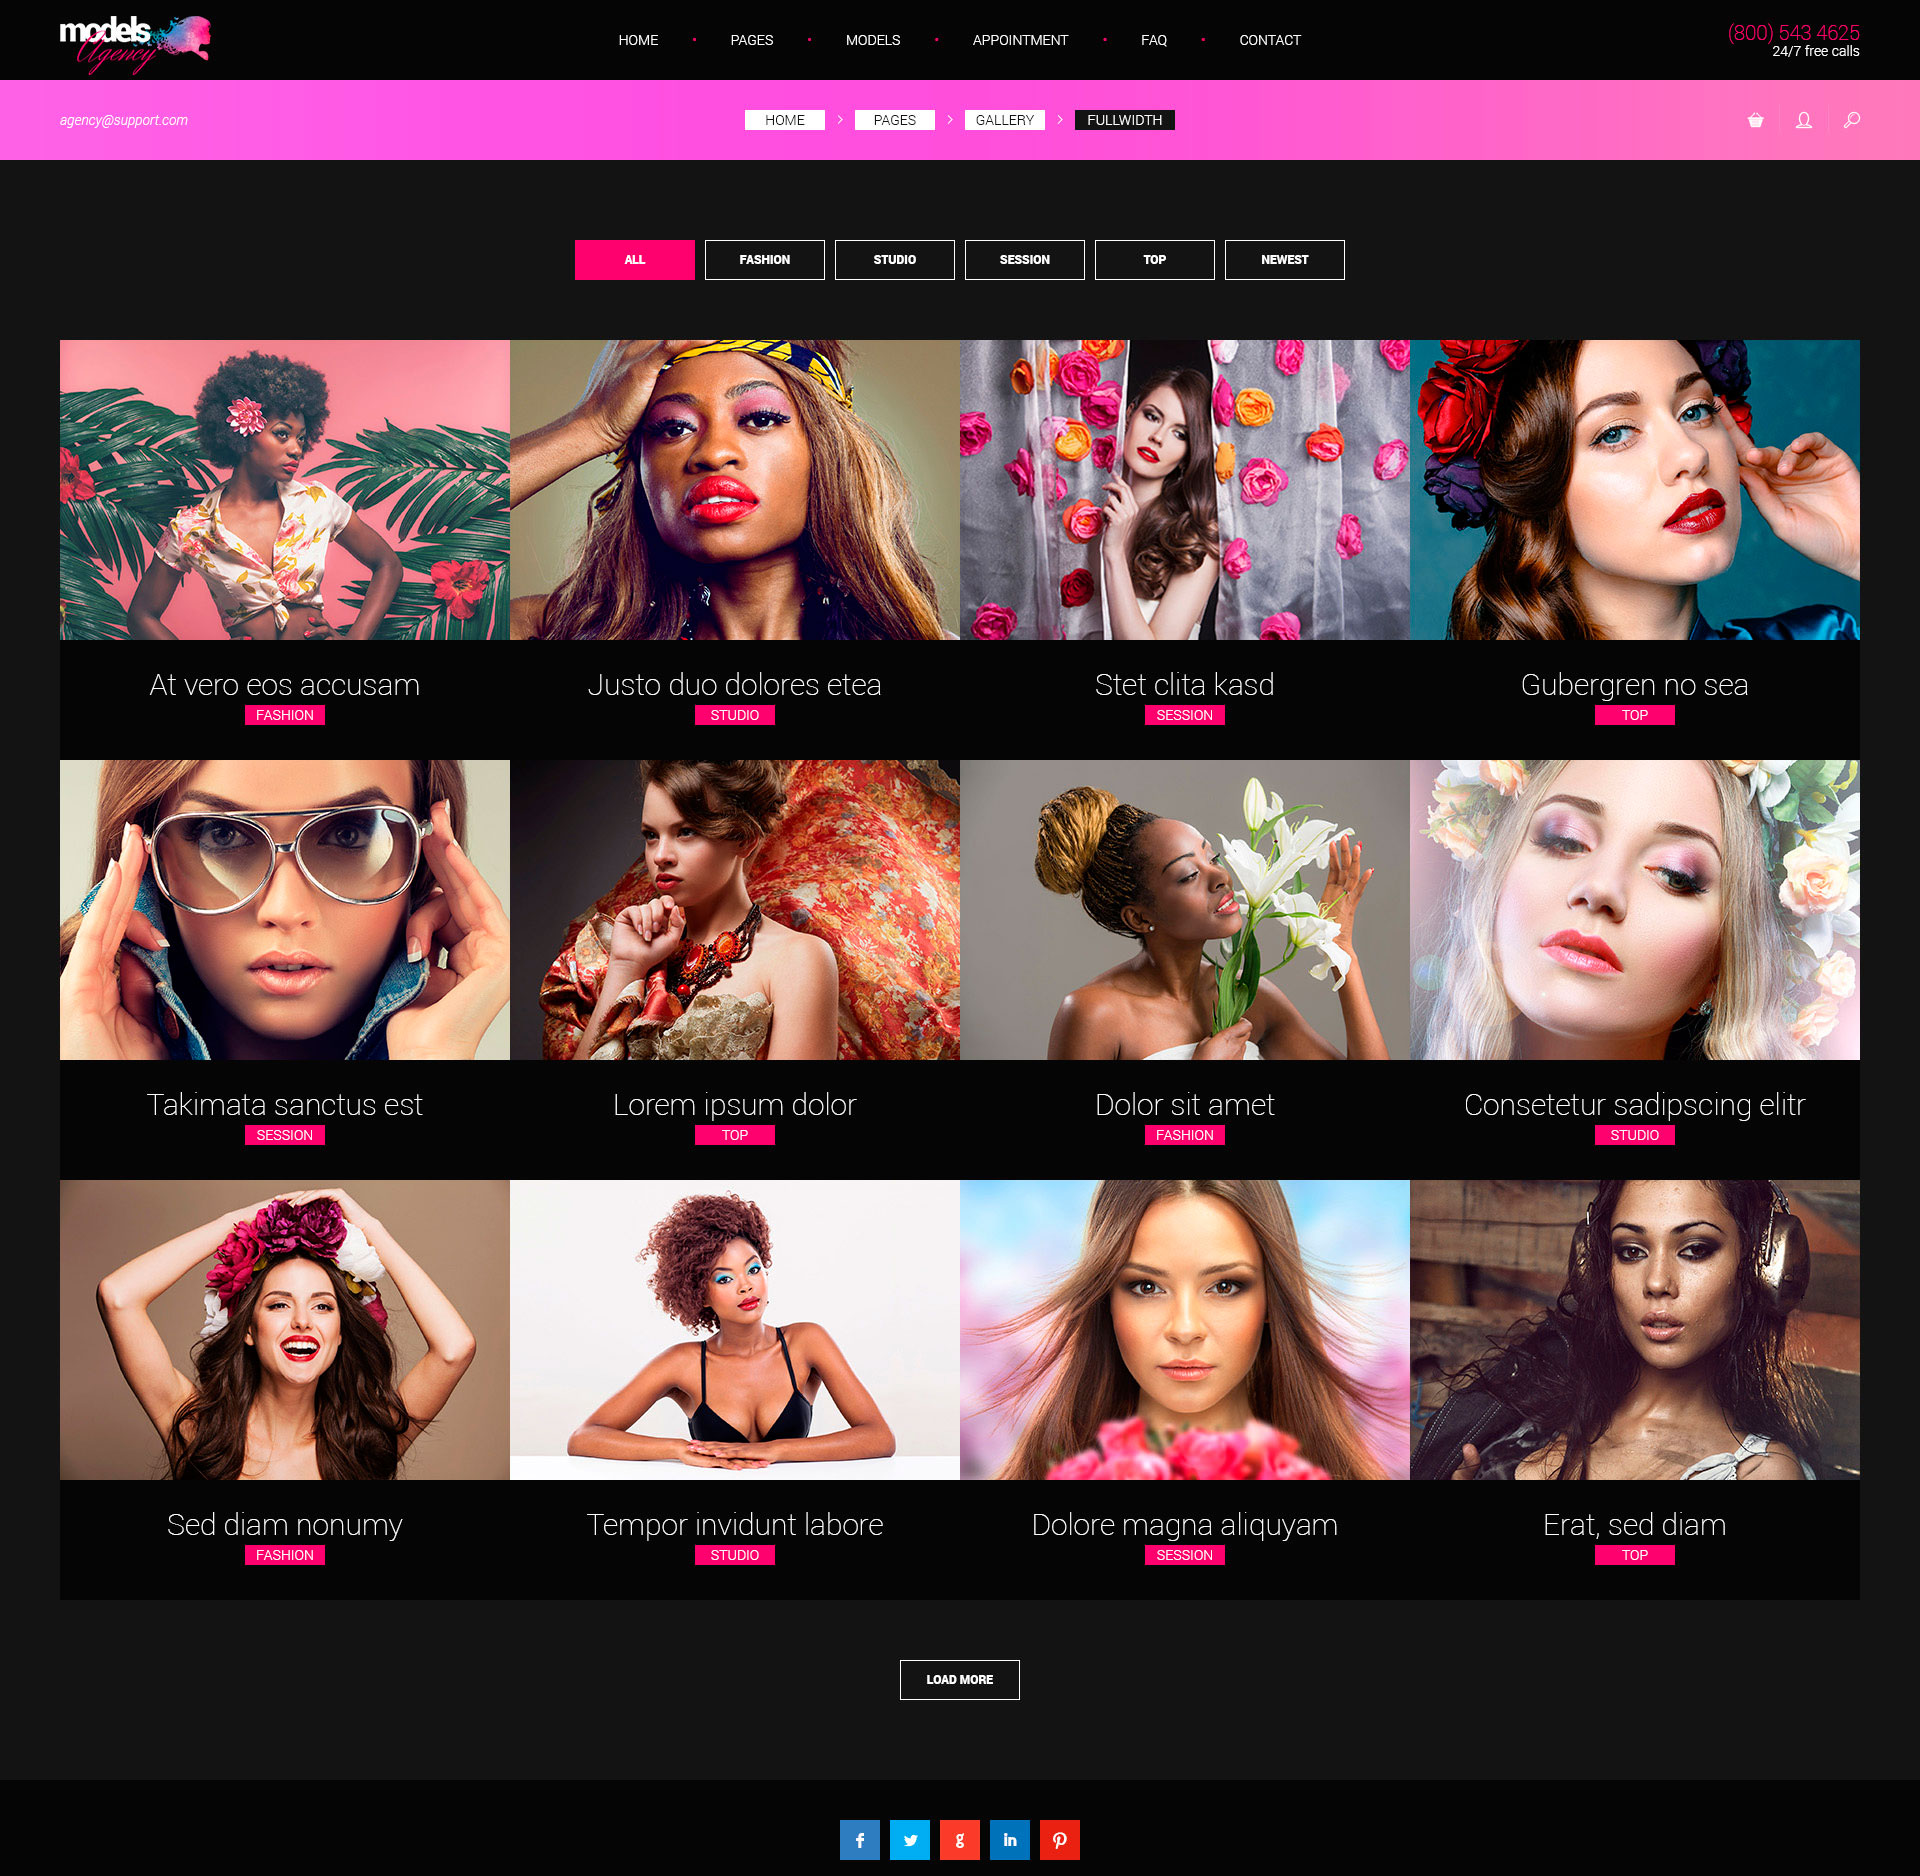 models
Agency
HOME
PAGES
MODELS
APPOINTMENT
FAQ
CONTACT
(800) 543 4625
24/7 free calls
agency@support.com
HOME
PAGES
GALLERY
FULLWIDTH
ALL
FASHION
STUDIO
SESSION
TOP
NEWEST
At vero eos accusam
FASHION
Justo duo dolores etea
STUDIO
Stet clita kasd
SESSION
Gubergren no sea
TOP
Takimata sanctus est
SESSION
Lorem ipsum dolor
TOP
Dolor sit amet
FASHION
Consetetur sadipscing elitr
STUDIO
Sed diam nonumy
FASHION
Tempor invidunt labore
STUDIO
Dolore magna aliquyam
SESSION
Erat, sed diam
TOP
LOAD MORE